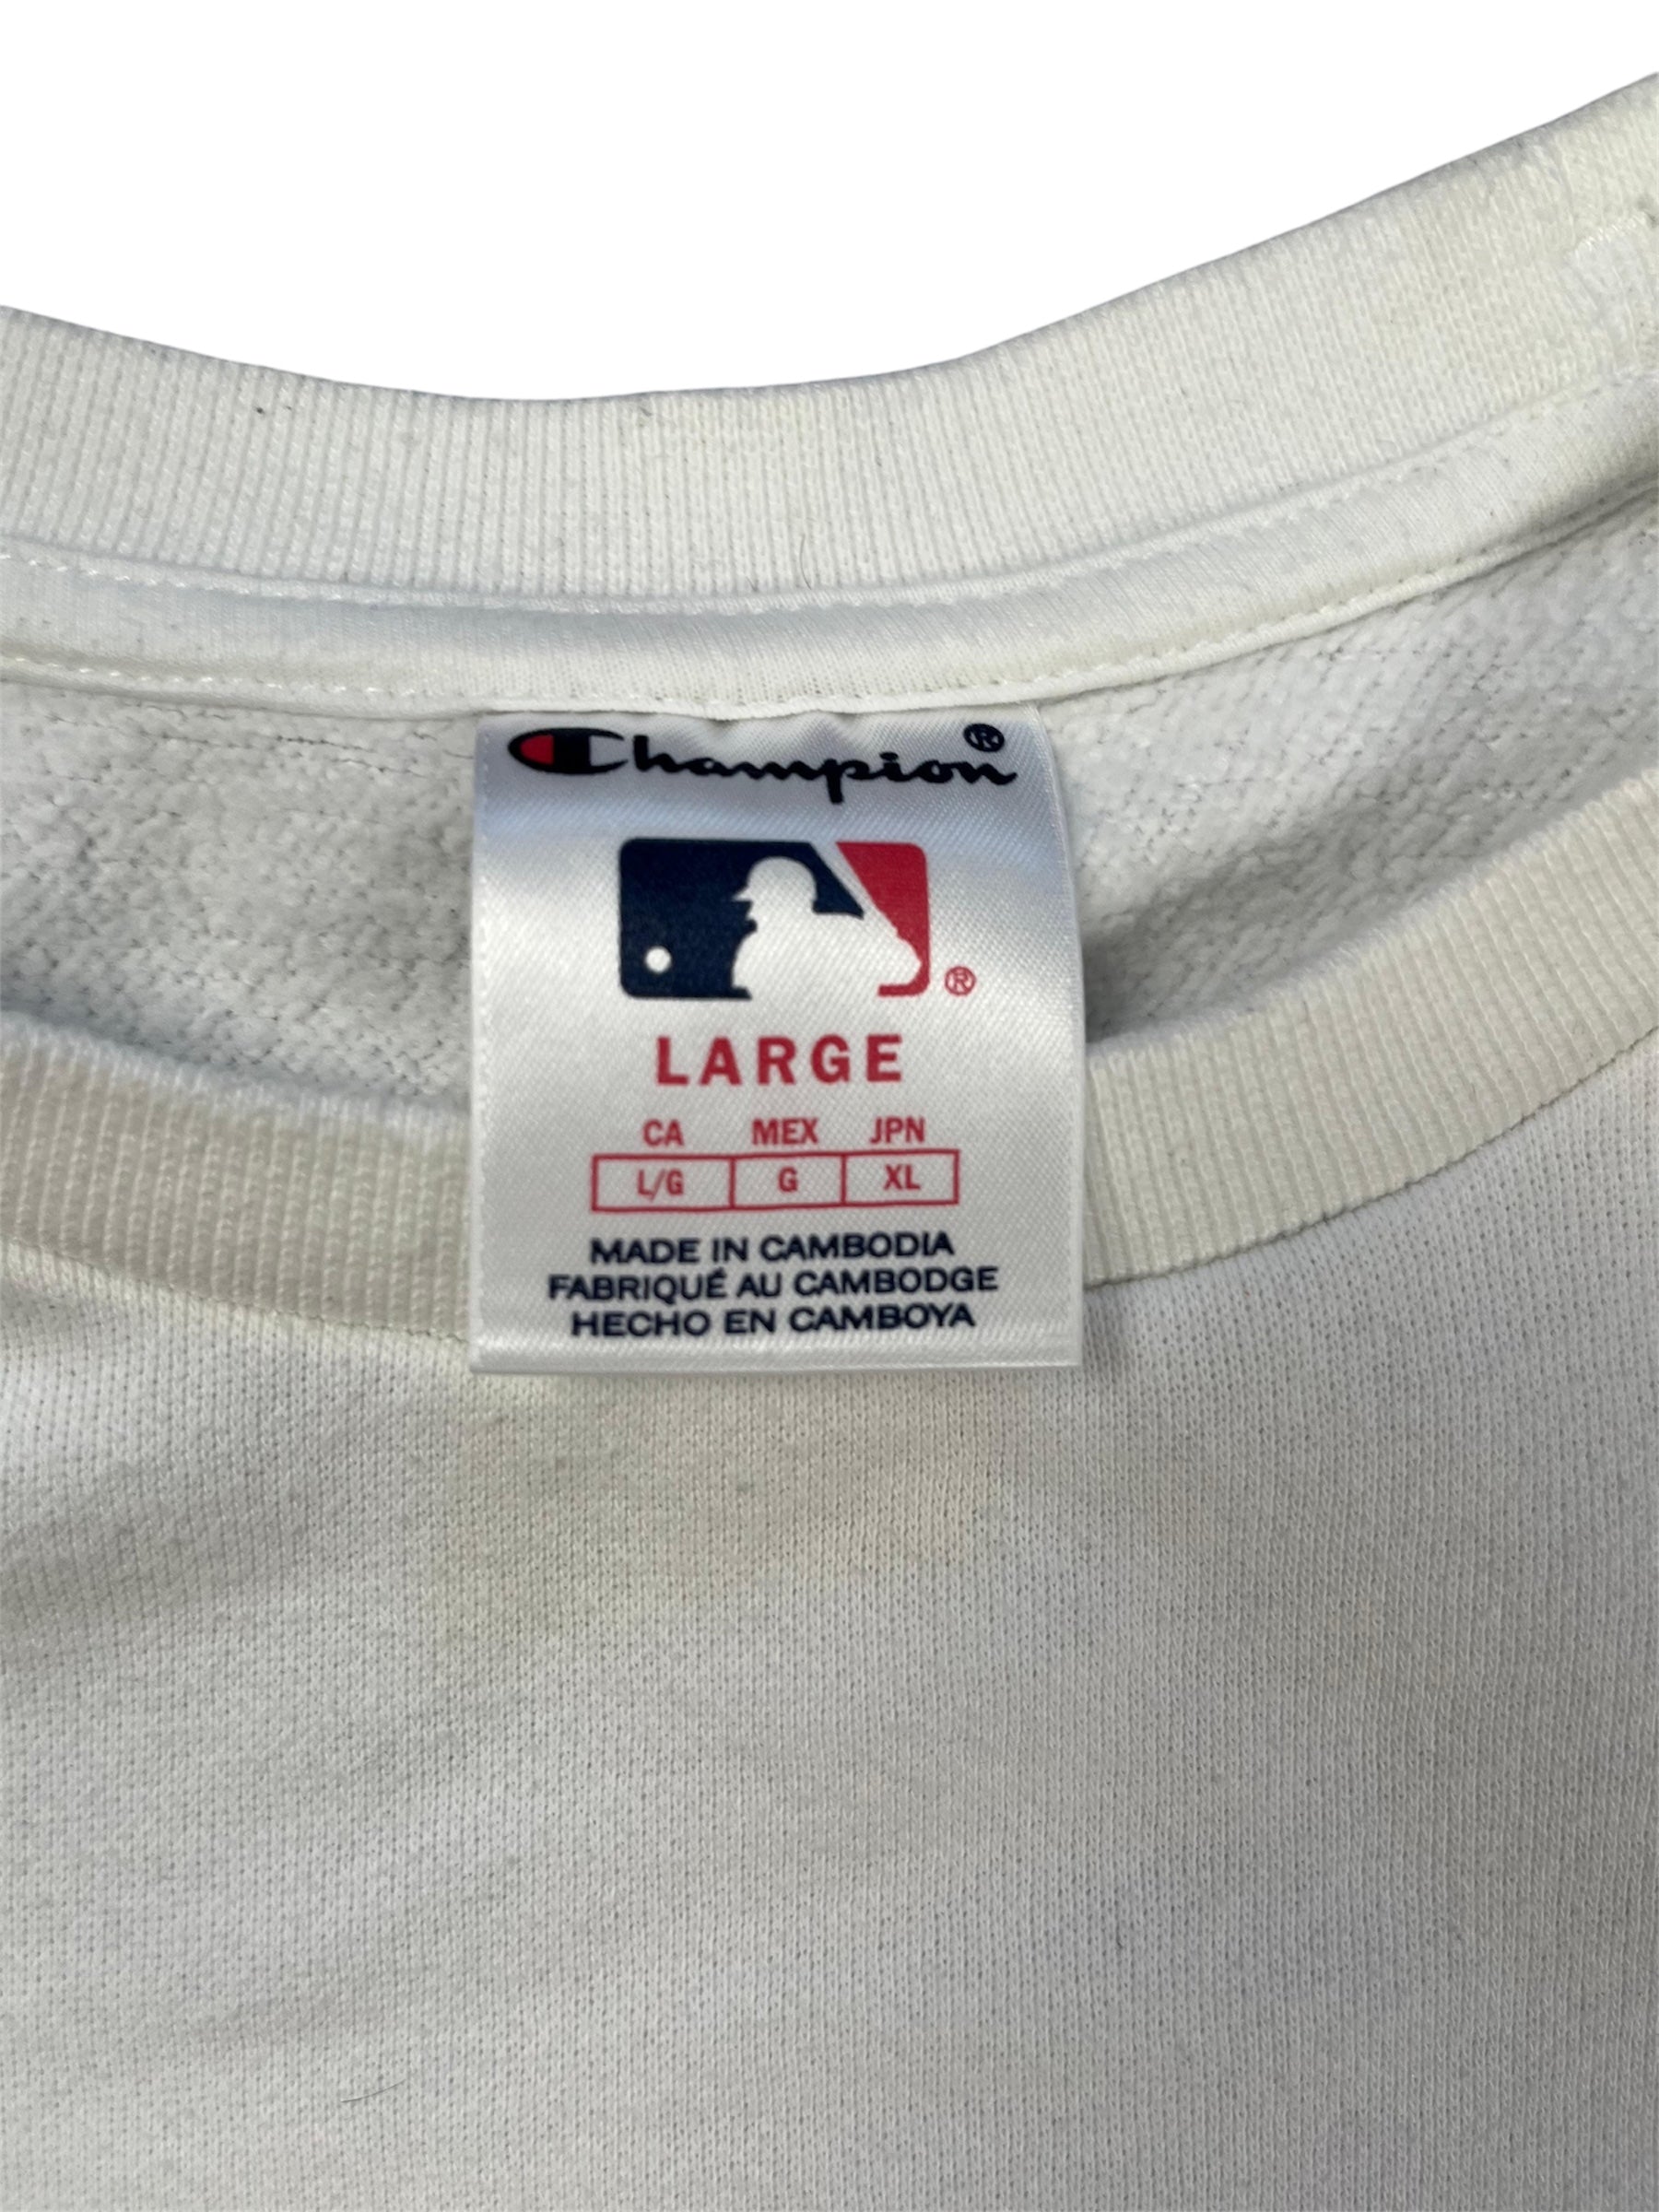 Champion®
®
LARGE
CA MEX JPN
L/G G XL
MADE IN CAMBODIA
FABRIQUÉ AU CAMBODGE
HECHO EN CAMBOYA